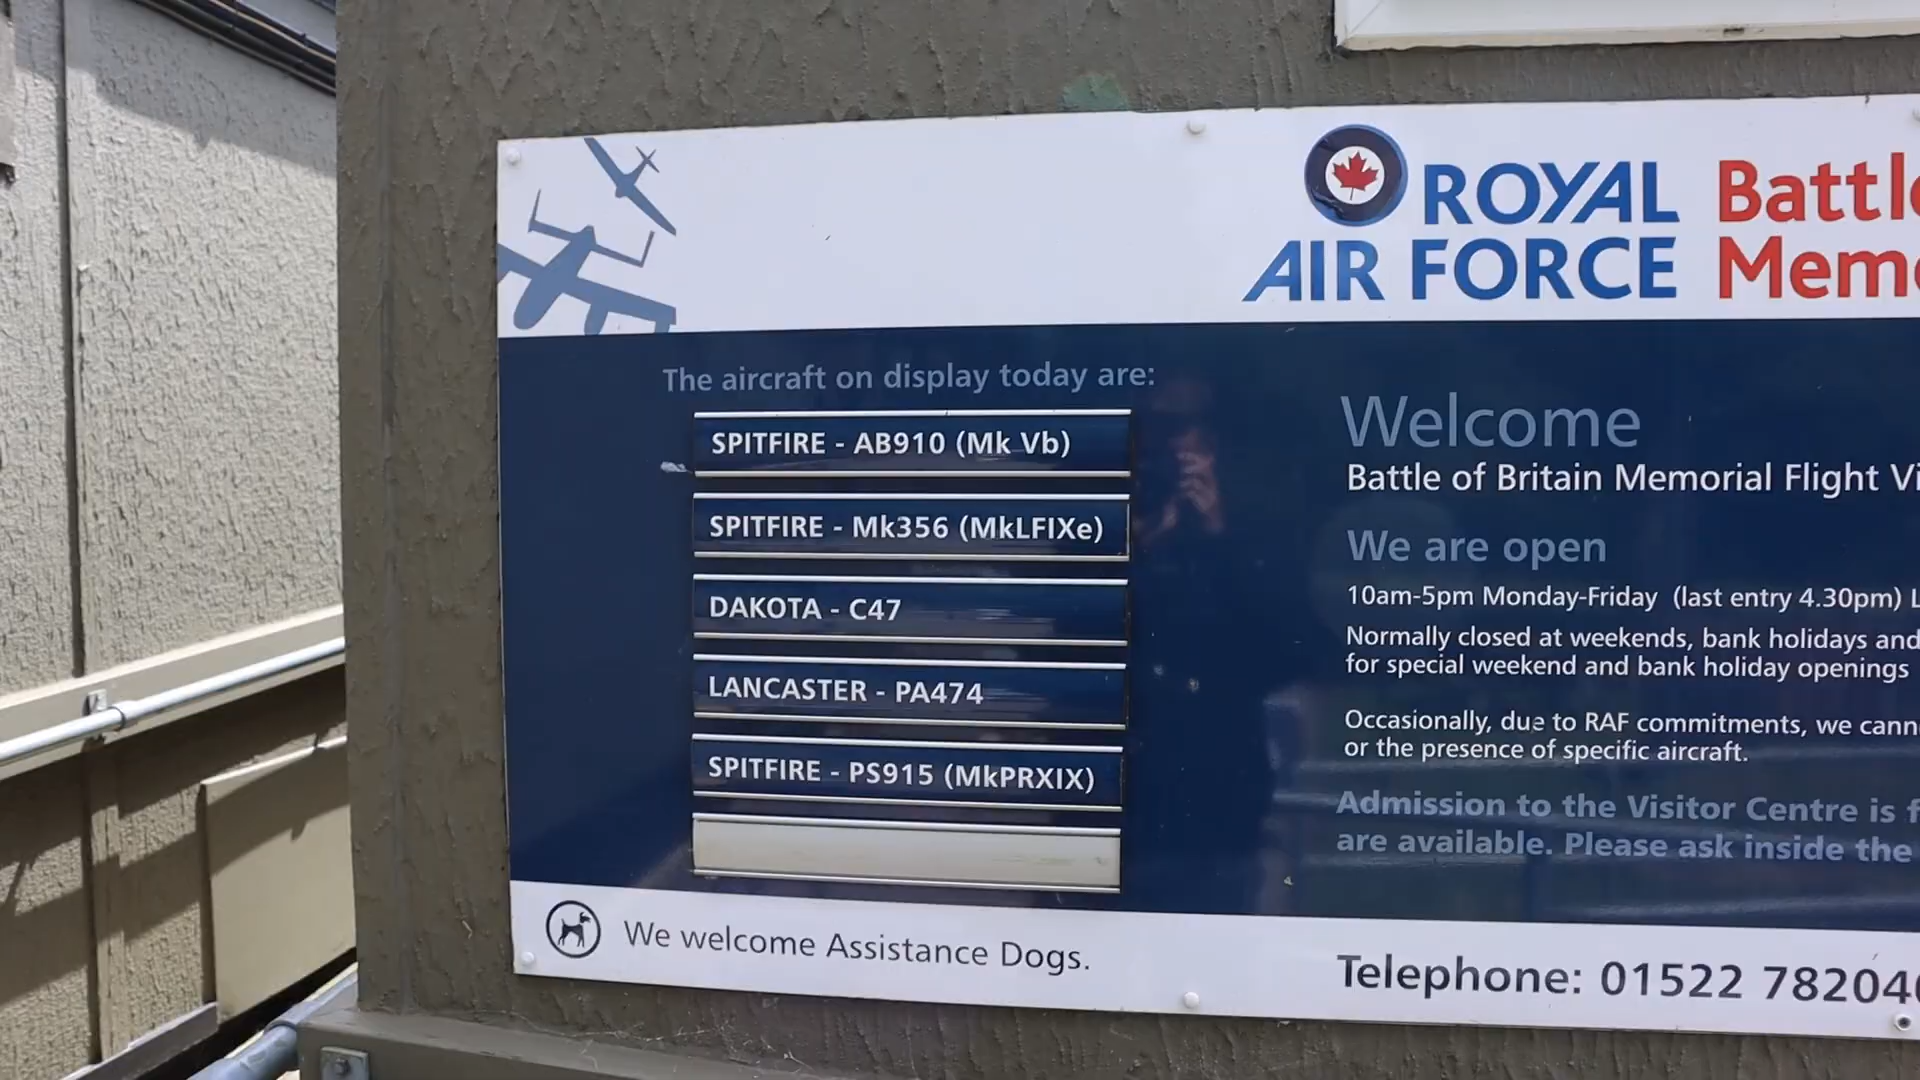 ROYAL
AIR FORCE
Battle
Mem
The aircraft on display today are:
SPITFIRE - AB910 (Mk Vb)
SPITFIRE - Mk356 (MkLFIXe)
DAKOTA - C47
LANCASTER - PA474
SPITFIRE - PS915 (MkPRXIX)
We welcome Assistance Dogs.
Welcome
Battle of Britain Memorial Flight Vi
We are open
10am-5pm Monday-Friday (last entry 4.30pm) L
Normally closed at weekends, bank holidays and
for special weekend and bank holiday openings
Occasionally, due to RAF commitments, we cann
or the presence of specific aircraft.
Admission to the Visitor Centre is f
are available. Please ask inside the
Telephone: 01522 78204